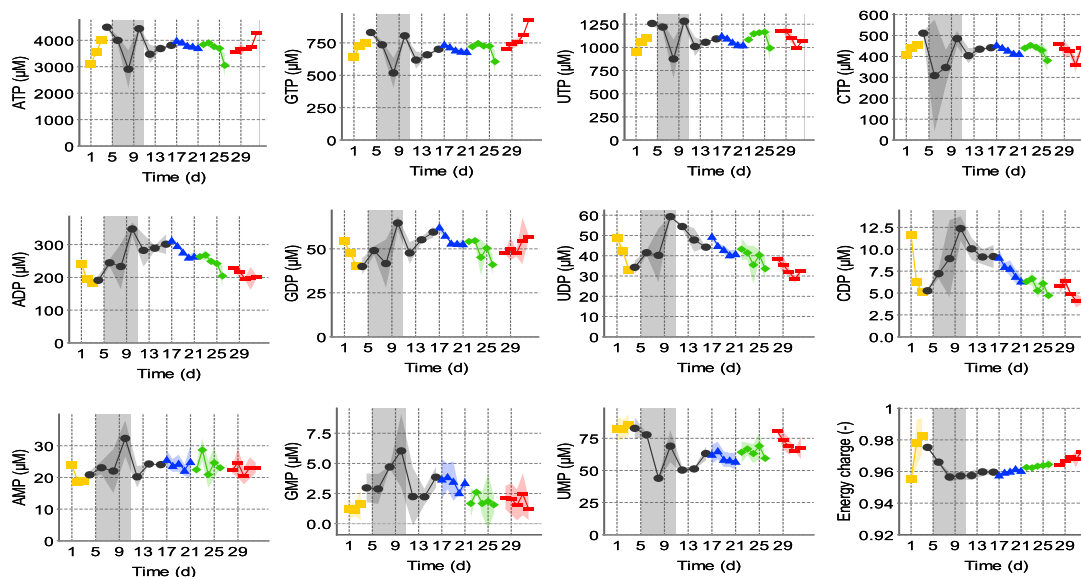 ATP (µM)
4000
3000
2000
1000
0
1 5 9 13 17 21 25 29
Time (d)
GTP (µM)
750
500
250
0
1 5 9 13 17 21 25 29
Time (d)
UTP (µM)
1250
1000
750
500
250
0
1 5 9 13 17 21 25 29
Time (d)
CTP (µM)
600
500
400
300
200
100
0
1 5 9 13 17 21 25 29
Time (d)
ADP (µM)
300
200
100
0
1 5 9 13 17 21 25 29
Time (d)
GDP (µM)
50
25
0
1 5 9 13 17 21 25 29
Time (d)
UDP (µM)
60
50
40
30
20
10
0
1 5 9 13 17 21 25 29
Time (d)
CDP (µM)
12.5
10.0
7.5
5.0
2.5
0.0
1 5 9 13 17 21 25 29
Time (d)
AMP (µM)
30
20
10
0
1 5 9 13 17 21 25 29
Time (d)
GMP (µM)
7.5
5.0
2.5
0.0
1 5 9 13 17 21 25 29
Time (d)
UMP (µM)
75
50
25
0
1 5 9 13 17 21 25 29
Time (d)
Energy charge (-)
1
0.98
0.96
0.94
0.92
1 5 9 13 17 21 25 29
Time (d)